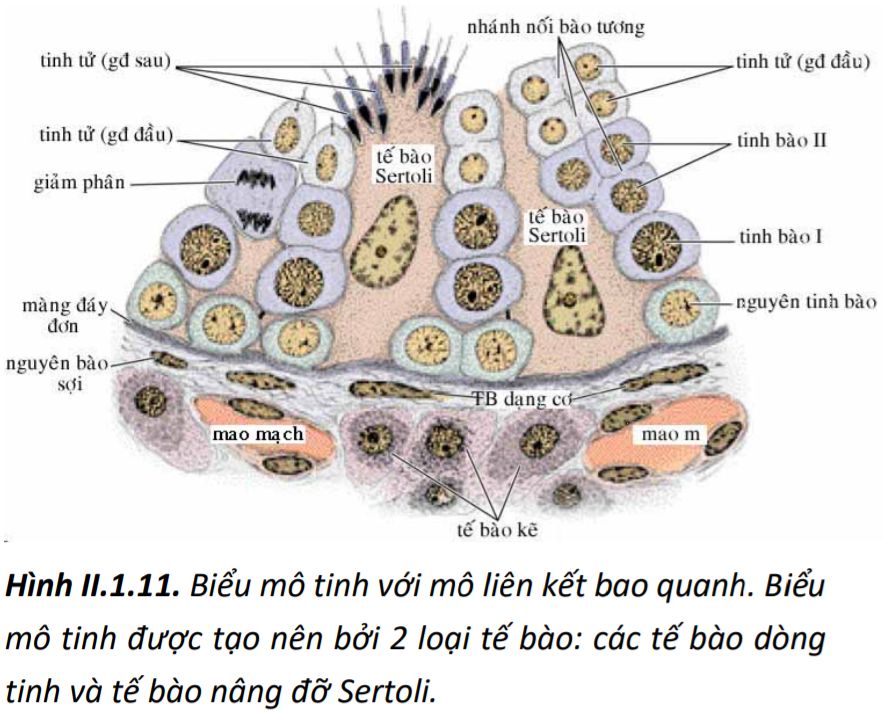 nhánh nối bào tương
tinh tử (gđ sau)
tinh tử (gđ đầu)
tinh tử (gđ đầu)
tế bào
Sertoli
tinh bào II
giảm phân
tế bào
Sertoli
tinh bào I
màng đáy
đơn
nguyên tinh bào
nguyên bào
sợi
TB dạng cơ
mao mạch
mao m
tế bào kẽ
Hình II.1.11. Biểu mô tinh với mô liên kết bao quanh. Biểu
mô tinh được tạo nên bởi 2 loại tế bào: các tế bào dòng
tinh và tế bào nâng đỡ Sertoli.